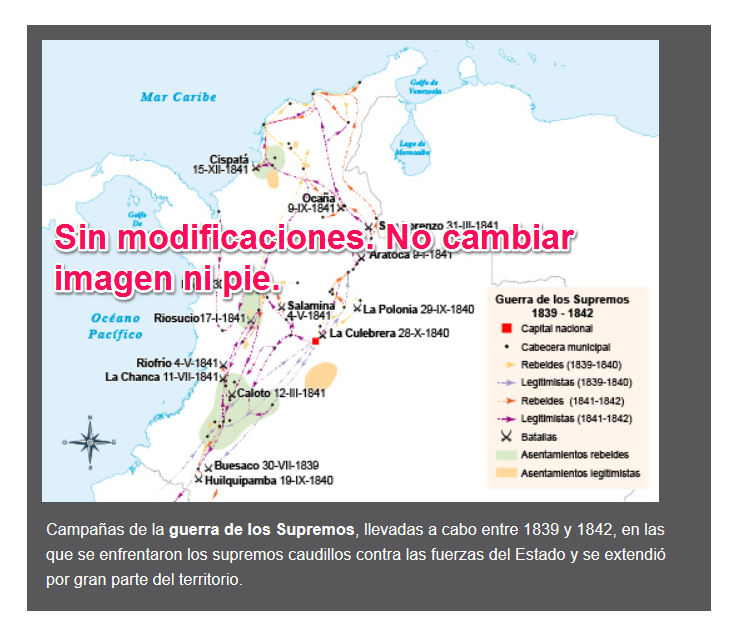 Mar Caribe
Golfo de
Venezuela
Lago de
Maracaibo
Cispatá
15-XII-1841
Ocaña
9-IX-1841
Golfo
De
31-XII-1841
Sin modificaciones. No cambiar
Aratoca 9-I-1841
imagen ni pie.
30
Océano
Pacífico
Salamina
4-V-1841
La Polonia 29-IX-1840
Riosucio17-I-1841
La Culebrera 28-X-1840
Riofrío 4-V-1841
La Chanca 11-VII-1841
Caloto 12-III-1841
Buesaco 30-VII-1839
Huilquipamba 19-IX-1840
N
O
E
S
Guerra de los Supremos
1839 - 1842
Capital nacional
Cabecera municipal
Rebeldes (1839-1840)
Legitimistas (1839-1840)
Rebeldes (1841-1842)
Legitimistas (1841-1842)
Batallas
Asentamientos rebeldes
Asentamientos legitimistas
Campañas de la guerra de los Supremos, llevadas a cabo entre 1839 y 1842, en las
que se enfrentaron los supremos caudillos contra las fuerzas del Estado y se extendió
por gran parte del territorio.